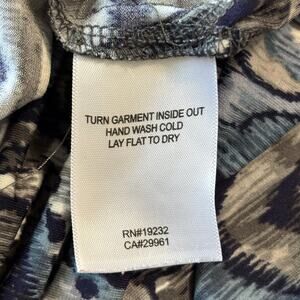 TURN GARMENT INSIDE OUT
HAND WASH COLD
LAY FLAT TO DRY
RN#19232
CA#29961